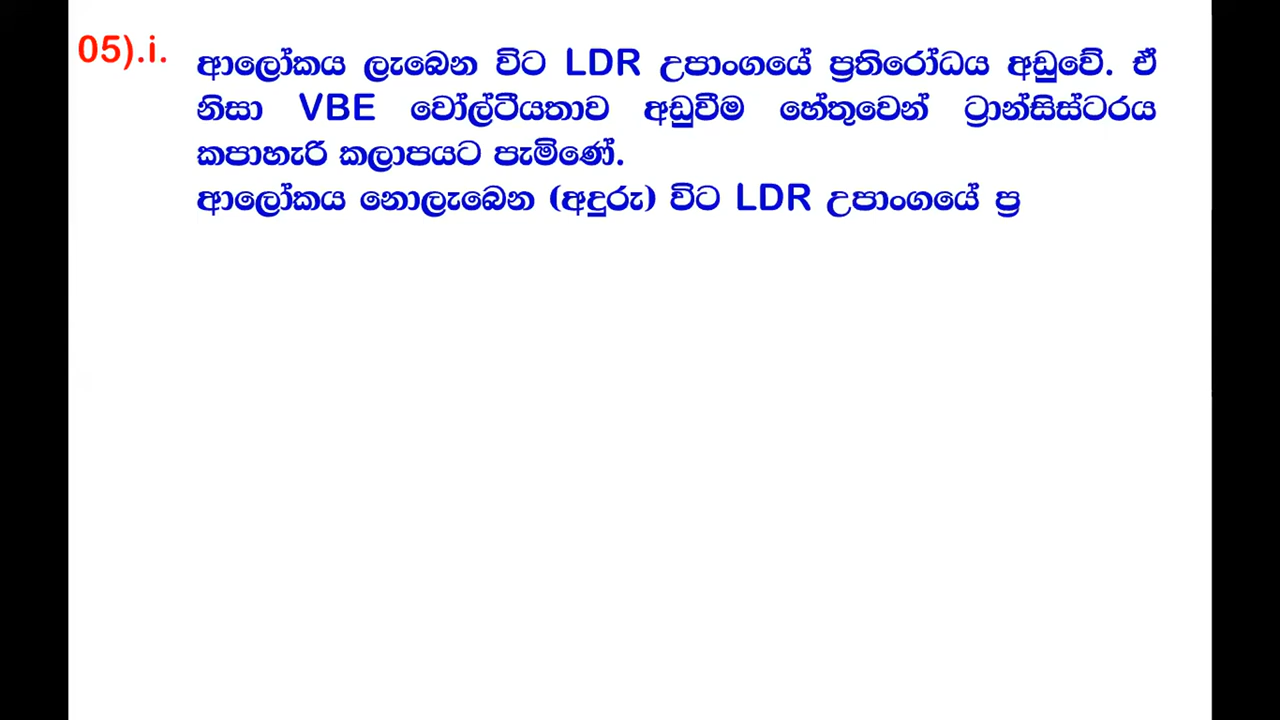 05).i. ආලෝකය ලැබෙන විට LDR උපාංගයේ ප්‍රතිරෝධය අඩුවේ. ඒ
නිසා VBE වෝල්ටීයතාව අඩුවීම හේතුවෙන් ට්‍රාන්සිස්ටරය
කපාහැරි කලාපයට පැමිණේ.
ආලෝකය නොලැබෙන (අඳුරු) විට LDR උපාංගයේ ප්‍ර